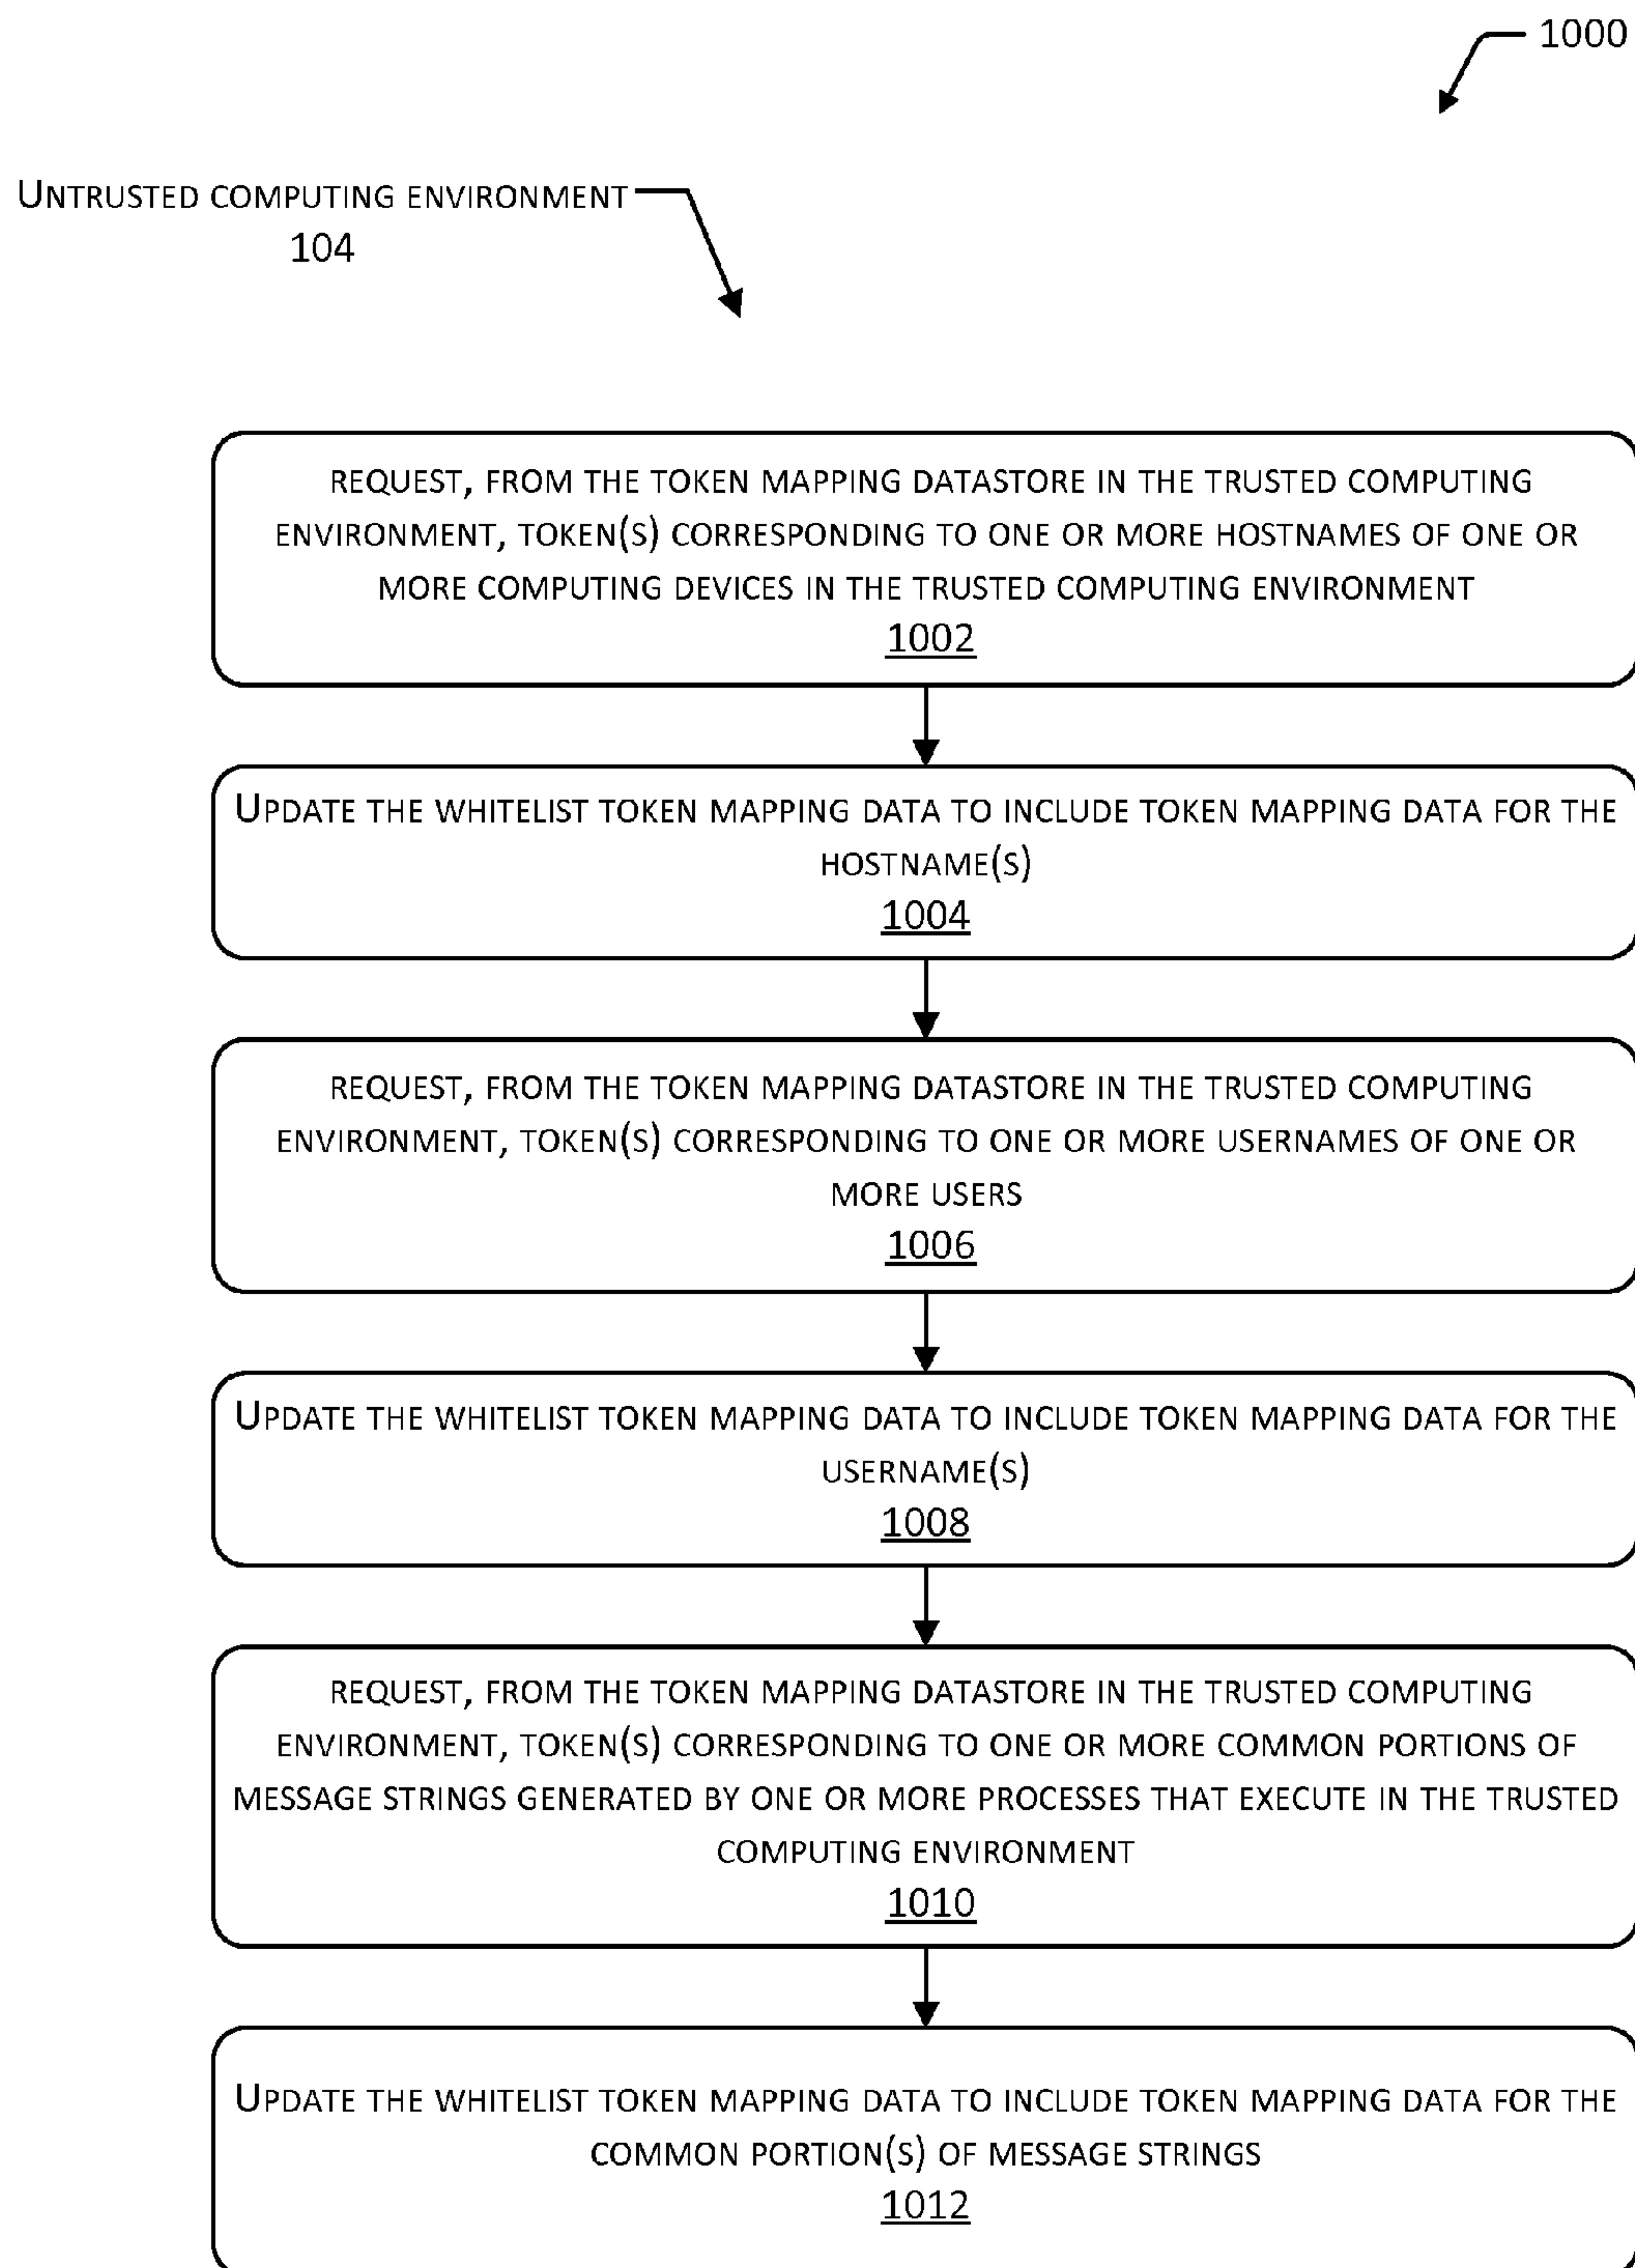 1000
UNTRUSTED COMPUTING ENVIRONMENT
104
REQUEST, FROM THE TOKEN MAPPING DATASTORE IN THE TRUSTED COMPUTING
ENVIRONMENT, TOKEN(S) CORRESPONDING TO ONE OR MORE HOSTNAMES OF ONE OR
MORE COMPUTING DEVICES IN THE TRUSTED COMPUTING ENVIRONMENT
1002
UPDATE THE WHITELIST TOKEN MAPPING DATA TO INCLUDE TOKEN MAPPING DATA FOR THE
HOSTNAME(S)
1004
REQUEST, FROM THE TOKEN MAPPING DATASTORE IN THE TRUSTED COMPUTING
ENVIRONMENT, TOKEN(S) CORRESPONDING TO ONE OR MORE USERNAMES OF ONE OR
MORE USERS
1006
UPDATE THE WHITELIST TOKEN MAPPING DATA TO INCLUDE TOKEN MAPPING DATA FOR THE
USERNAME(S)
1008
REQUEST, FROM THE TOKEN MAPPING DATASTORE IN THE TRUSTED COMPUTING
ENVIRONMENT, TOKEN(S) CORRESPONDING TO ONE OR MORE COMMON PORTIONS OF
MESSAGE STRINGS GENERATED BY ONE OR MORE PROCESSES THAT EXECUTE IN THE TRUSTED
COMPUTING ENVIRONMENT
1010
UPDATE THE WHITELIST TOKEN MAPPING DATA TO INCLUDE TOKEN MAPPING DATA FOR THE
COMMON PORTION(S) OF MESSAGE STRINGS
1012